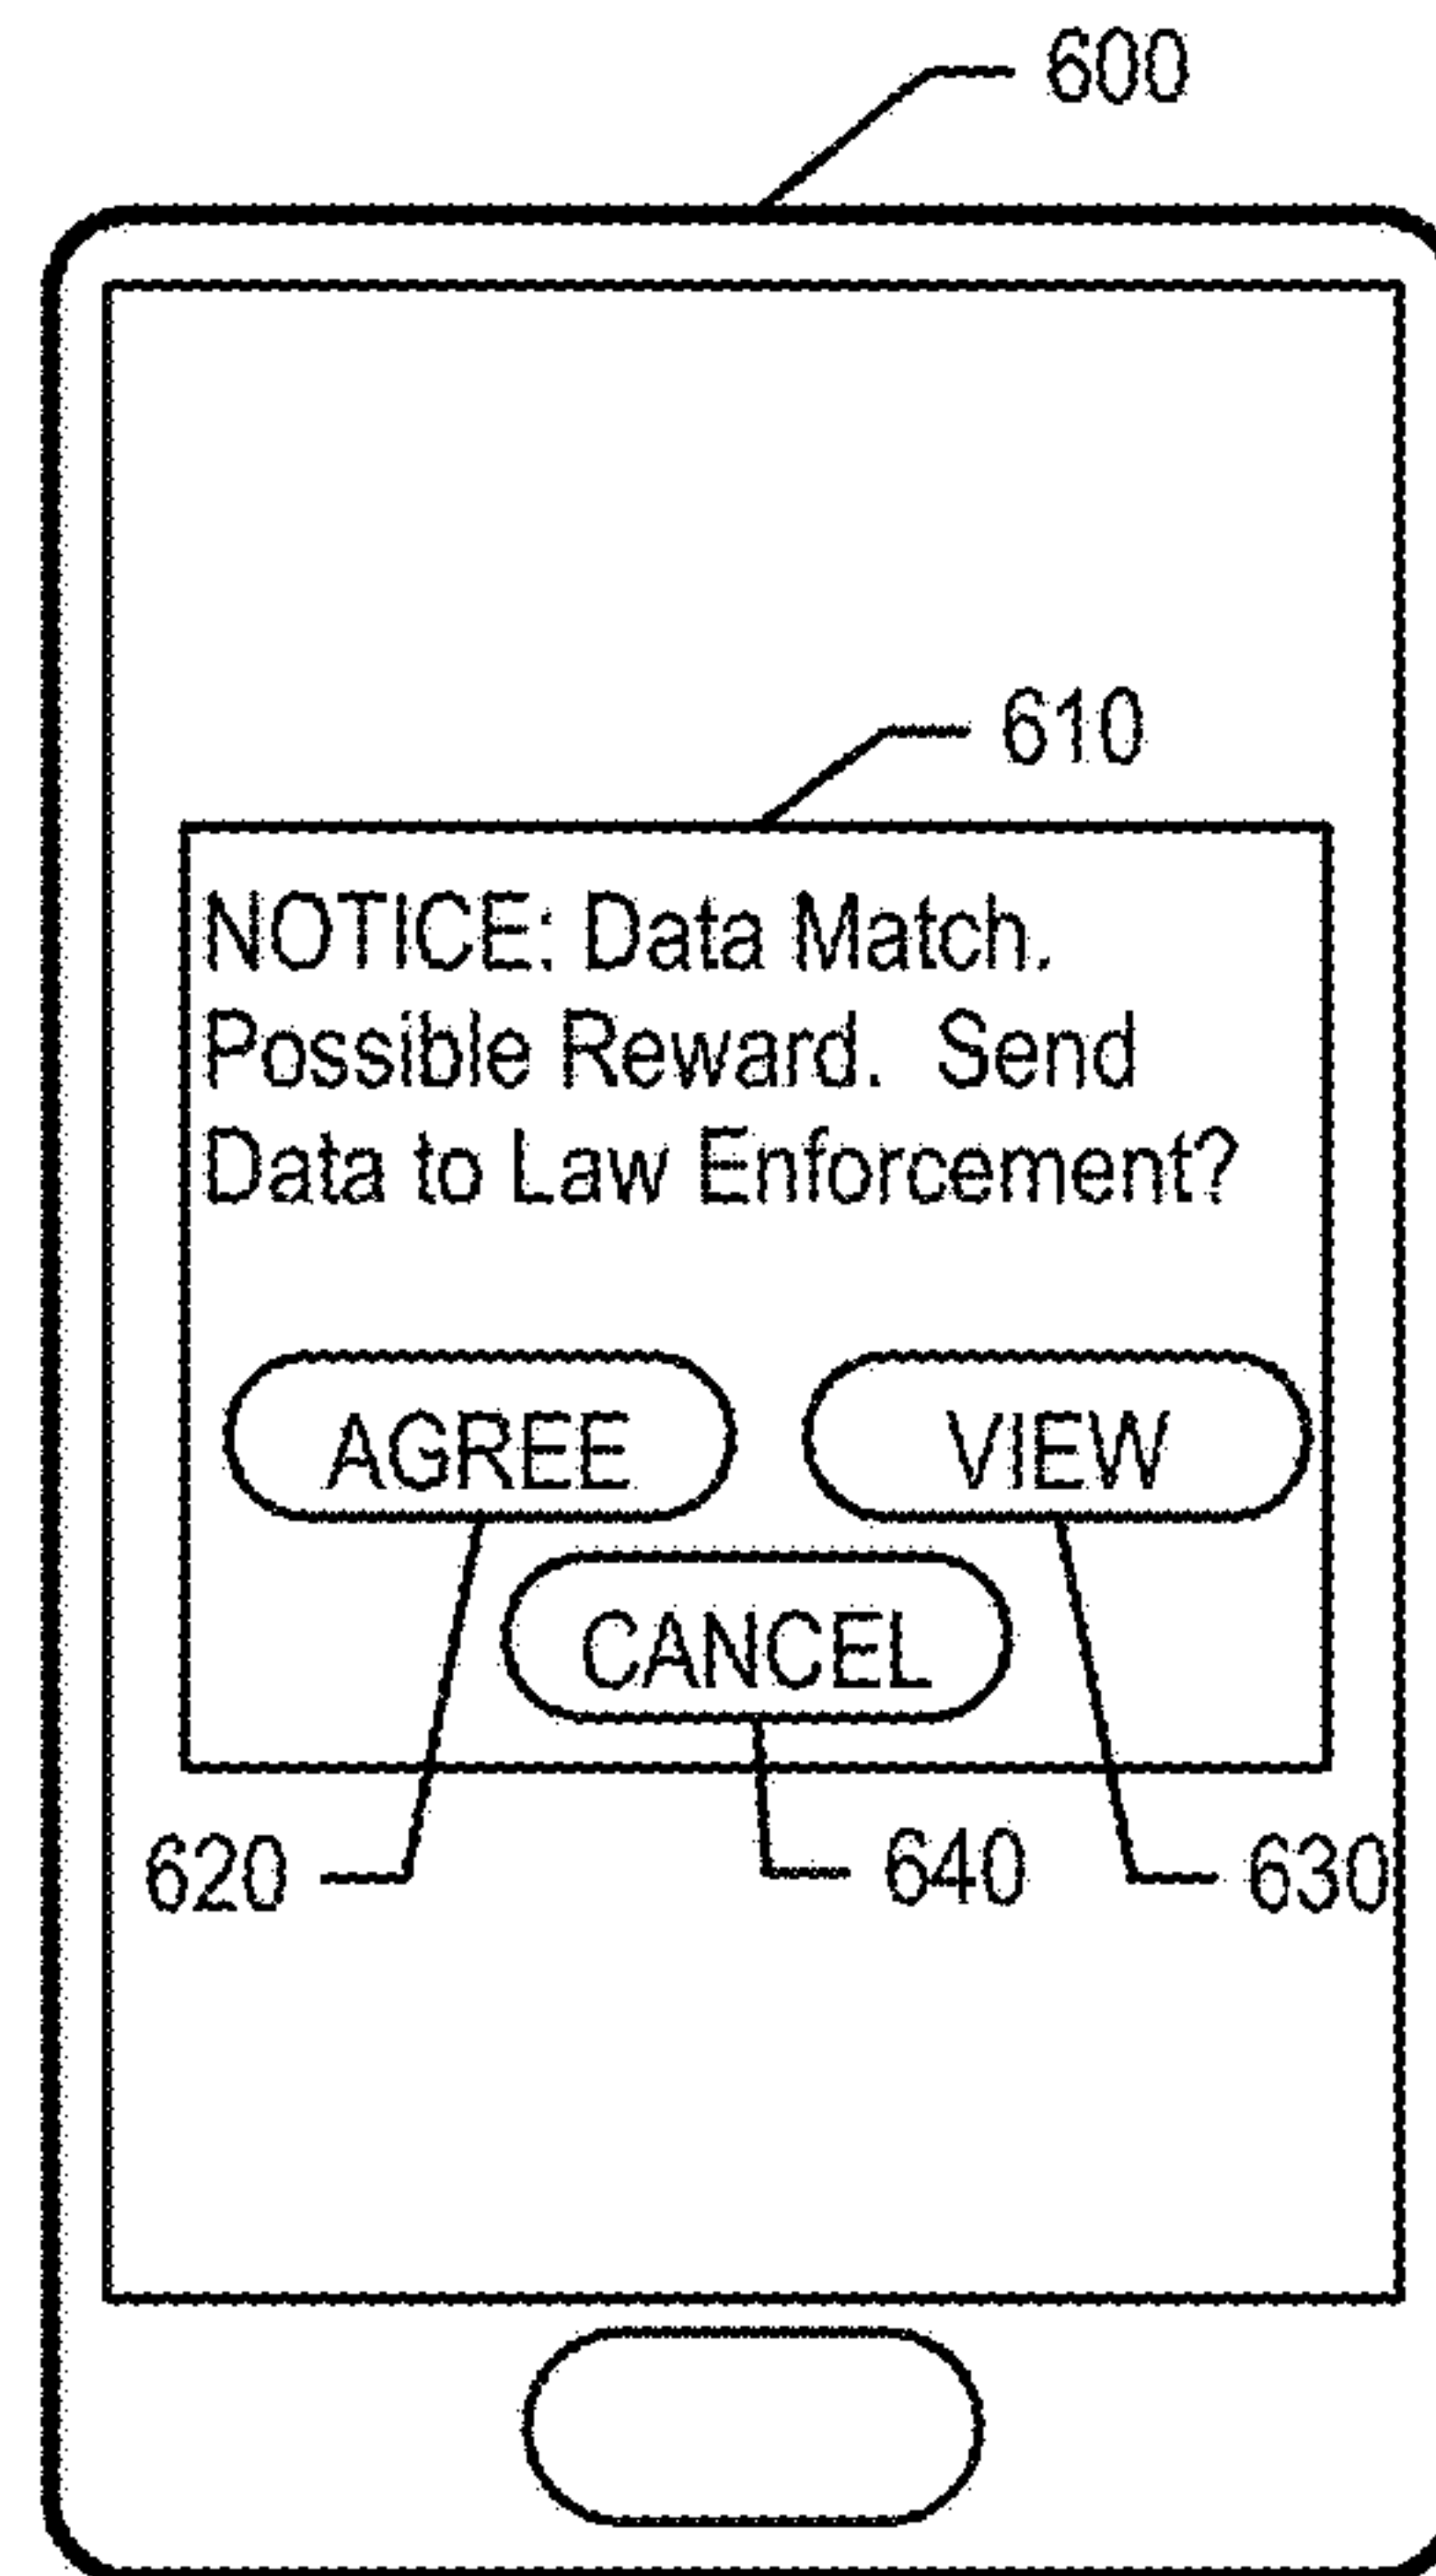 600
610
NOTICE: Data Match.
Possible Reward. Send
Data to Law Enforcement?
AGREE VIEW
CANCEL
620 640 630